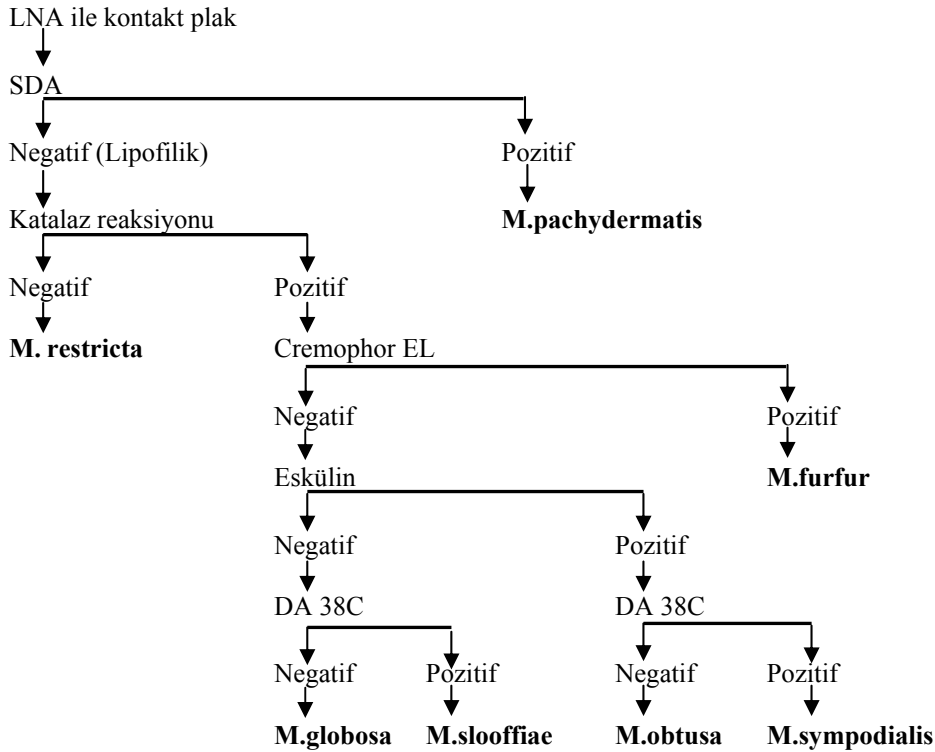 LNA ile kontakt plak
SDA
Negatif (Lipofilik) Pozitif
Katalaz reaksiyonu M.pachydermatis
Negatif Pozitif
M. restricta Cremophor EL
Negatif Pozitif
Eskülin M.furfur
Negatif Pozitif
DA 38C DA 38C
Negatif Pozitif Negatif Pozitif
M.globosa M.slooffiae M.obtusa M.sympodialis